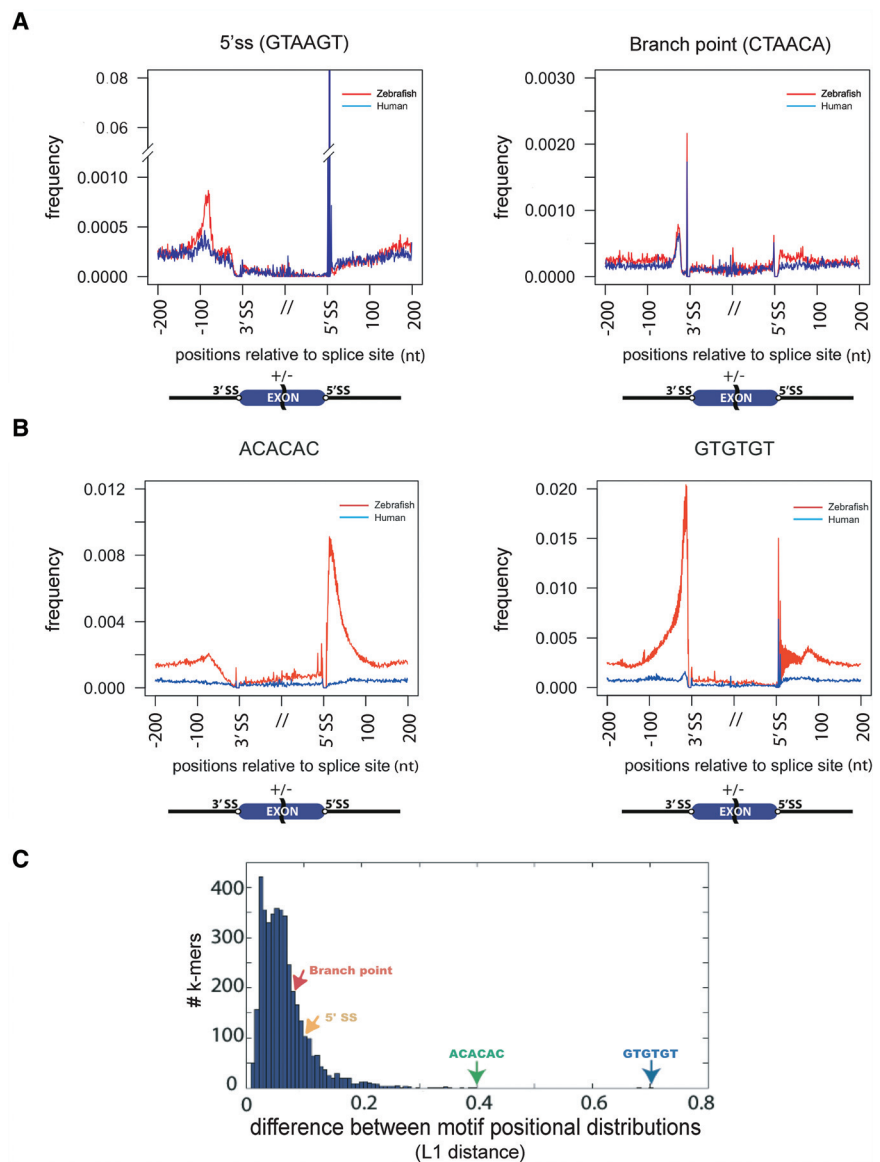 A
5'ss (GTAAGT)
0.08
0.06
0.0010
0.0005
0.0000
frequency
Zebrafish
Human
-200
-100
3'SS
//
5'SS
100
200
positions relative to splice site (nt)
+/-
3'SS EXON 5'SS
Branch point (CTAACA)
0.0030
0.0020
0.0010
0.0000
frequency
Zebrafish
Human
-200
-100
3'SS
//
5'SS
100
200
positions relative to splice site (nt)
+/-
3'SS EXON 5'SS
B
ACACAC
0.012
0.008
0.004
0.000
frequency
Zebrafish
Human
-200
-100
3'SS
//
5'SS
100
200
positions relative to splice site (nt)
+/-
3'SS EXON 5'SS
GTGTGT
0.020
0.015
0.010
0.005
0.000
frequency
Zebrafish
Human
-200
-100
3'SS
//
5'SS
100
200
positions relative to splice site (nt)
+/-
3'SS EXON 5'SS
C
400
300
200
100
0
# k-mers
Branch point
5' SS
ACACAC
GTGTGT
0
0.2
0.4
0.6
0.8
difference between motif positional distributions
(L1 distance)